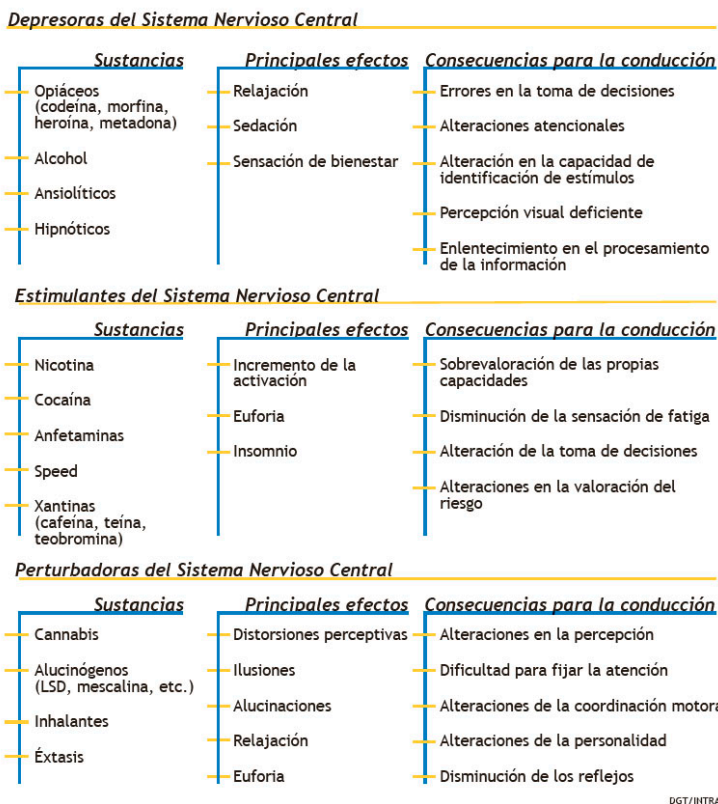 Depresoras del Sistema Nervioso Central
Sustancias
Opiáceos
(codeína, morfina,
heroína, metadona)
Alcohol
Ansiolíticos
Hipnóticos
Principales efectos
Relajación
Sedación
Sensación de bienestar
Consecuencias para la conducción
Errores en la toma de decisiones
Alteraciones atencionales
Alteración en la capacidad de
identificación de estímulos
Percepción visual deficiente
Enlentecimiento en el procesamiento
de la información
Estimulantes del Sistema Nervioso Central
Sustancias
Nicotina
Cocaína
Anfetaminas
Speed
Xantinas
(cafeína, teína,
teobromina)
Principales efectos
Incremento de la
activación
Euforia
Insomnio
Consecuencias para la conducción
Sobrevaloración de las propias
capacidades
Disminución de la sensación de fatiga
Alteración de la toma de decisiones
Alteraciones en la valoración del
riesgo
Perturbadoras del Sistema Nervioso Central
Sustancias
Cannabis
Alucinógenos
(LSD, mescalina, etc.)
Inhalantes
Éxtasis
Principales efectos
Distorsiones perceptivas
Ilusiones
Alucinaciones
Relajación
Euforia
Consecuencias para la conducción
Alteraciones en la percepción
Dificultad para fijar la atención
Alteraciones de la coordinación motora
Alteraciones de la personalidad
Disminución de los reflejos
DGT/INTRA